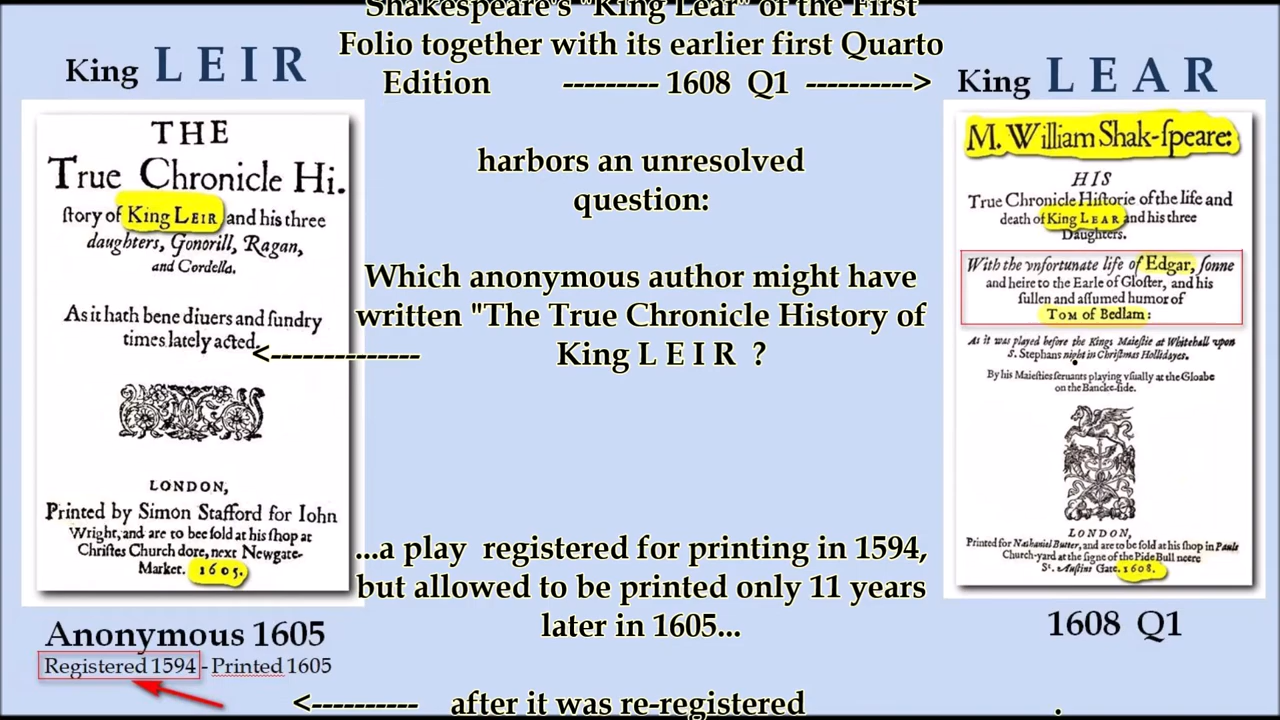 Shakespeare's "King Lear" of the First
Folio together with its earlier first Quarto
Edition --------- 1608 Q1 ---------->
King LEIR
King LEAR
THE
True Chronicle Hi.
ſtory of King LEIR and his three
daughters, Gonorill, Ragan,
and Cordella.
As it hath bene diuers and ſundry
times lately acted.
LONDON,
Printed by Simon Stafford for Iohn
Wright, and are to bee ſold at his ſhop at
Chriſtes Church dore, next Newgate-
Market. 1605.
Anonymous 1605
Registered 1594 - Printed 1605
harbors an unresolved
question:
Which anonymous author might have
written "The True Chronicle History of
<-------------- King L E I R ?
...a play registered for printing in 1594,
but allowed to be printed only 11 years
later in 1605...
<---------- after it was re-registered .
M. William Shak-ſpeare:
HIS
True Chronicle Hiſtorie of the life and
death of King LEAR and his three
Daughters.
With the vnfortunate life of Edgar, ſonne
and heire to the Earle of Gloſter, and his
ſullen and aſſumed humor of
TOM of Bedlam:
As it was played before the Kings Maieſtie at Whitehall vpon
S. Stephans night in Chriſtmas Hollidayes.
By his Maieſties ſeruants playing vſually at the Gloabe
on the Bancke-ſide.
LONDON,
Printed for Nathaniel Butter, and are to be ſold at his ſhop in Pauls
Church-yard at the ſigne of the Pide Bull neere
St. Auſtins Gate. 1608.
1608 Q1